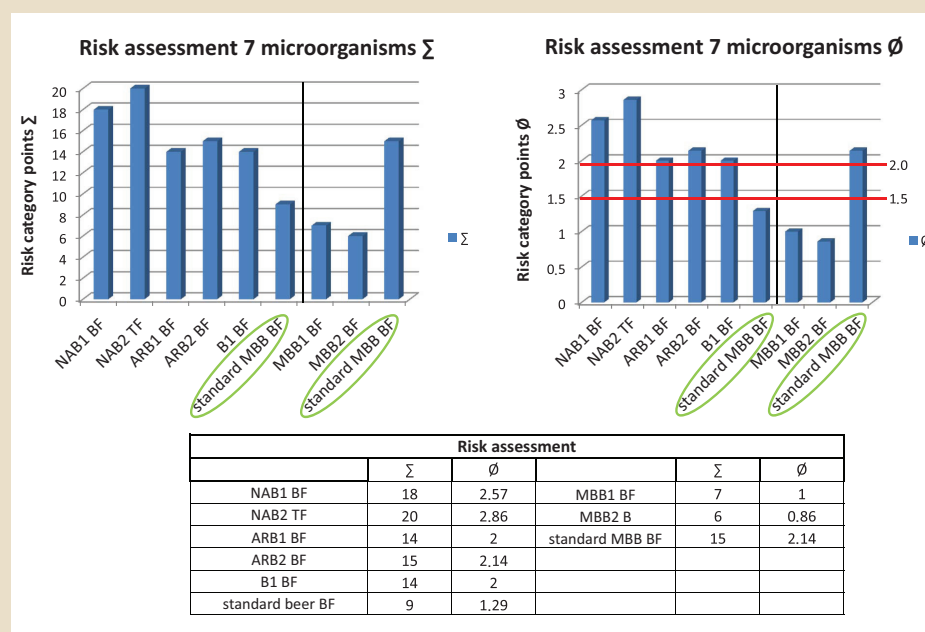 Risk assessment 7 microorganisms ∑
Risk category points ∑
20
18
16
14
12
10
8
6
4
2
0
NAB1 BF
NAB2 TF
ARB1 BF
ARB2 BF
B1 BF
standard MBB BF
MBB1 BF
MBB2 BF
standard MBB BF
∑
Risk assessment 7 microorganisms Ø
Risk category points Ø
3
2.5
2
1.5
1
0.5
0
2.0
1.5
NAB1 BF
NAB2 TF
ARB1 BF
ARB2 BF
B1 BF
standard MBB BF
MBB1 BF
MBB2 BF
standard MBB BF
Ø
Risk assessment
∑ Ø ∑ Ø
NAB1 BF 18 2.57 MBB1 BF 7 1
NAB2 TF 20 2.86 MBB2 B 6 0.86
ARB1 BF 14 2 standard MBB BF 15 2.14
ARB2 BF 15 2.14
B1 BF 14 2
standard beer BF 9 1.29